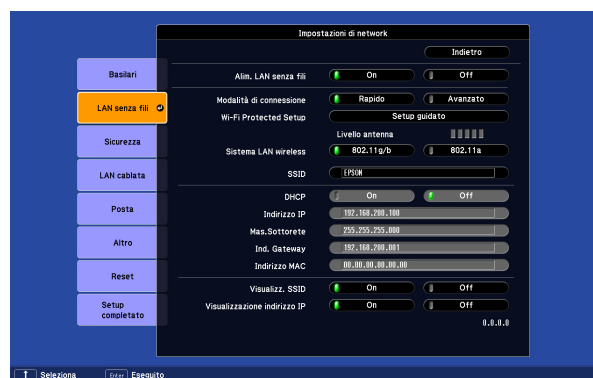 Impostazioni di network
Indietro
Basilari
LAN senza fili
Sicurezza
LAN cablata
Posta
Altro
Reset
Setup
completato
Alim. LAN senza fili On Off
Modalità di connessione Rapido Avanzato
Wi-Fi Protected Setup Setup guidato
Livello antenna
Sistema LAN wireless 802.11g/b 802.11a
SSID EPSON
DHCP On Off
Indirizzo IP 192.168.200.100
Mas.Sottorete 255.255.255.000
Ind. Gateway 192.168.200.001
Indirizzo MAC 00.00.00.00.00.00
Visualizz. SSID On Off
Visualizzazione indirizzo IP On Off
0.0.0.0
Seleziona Enter Eseguito